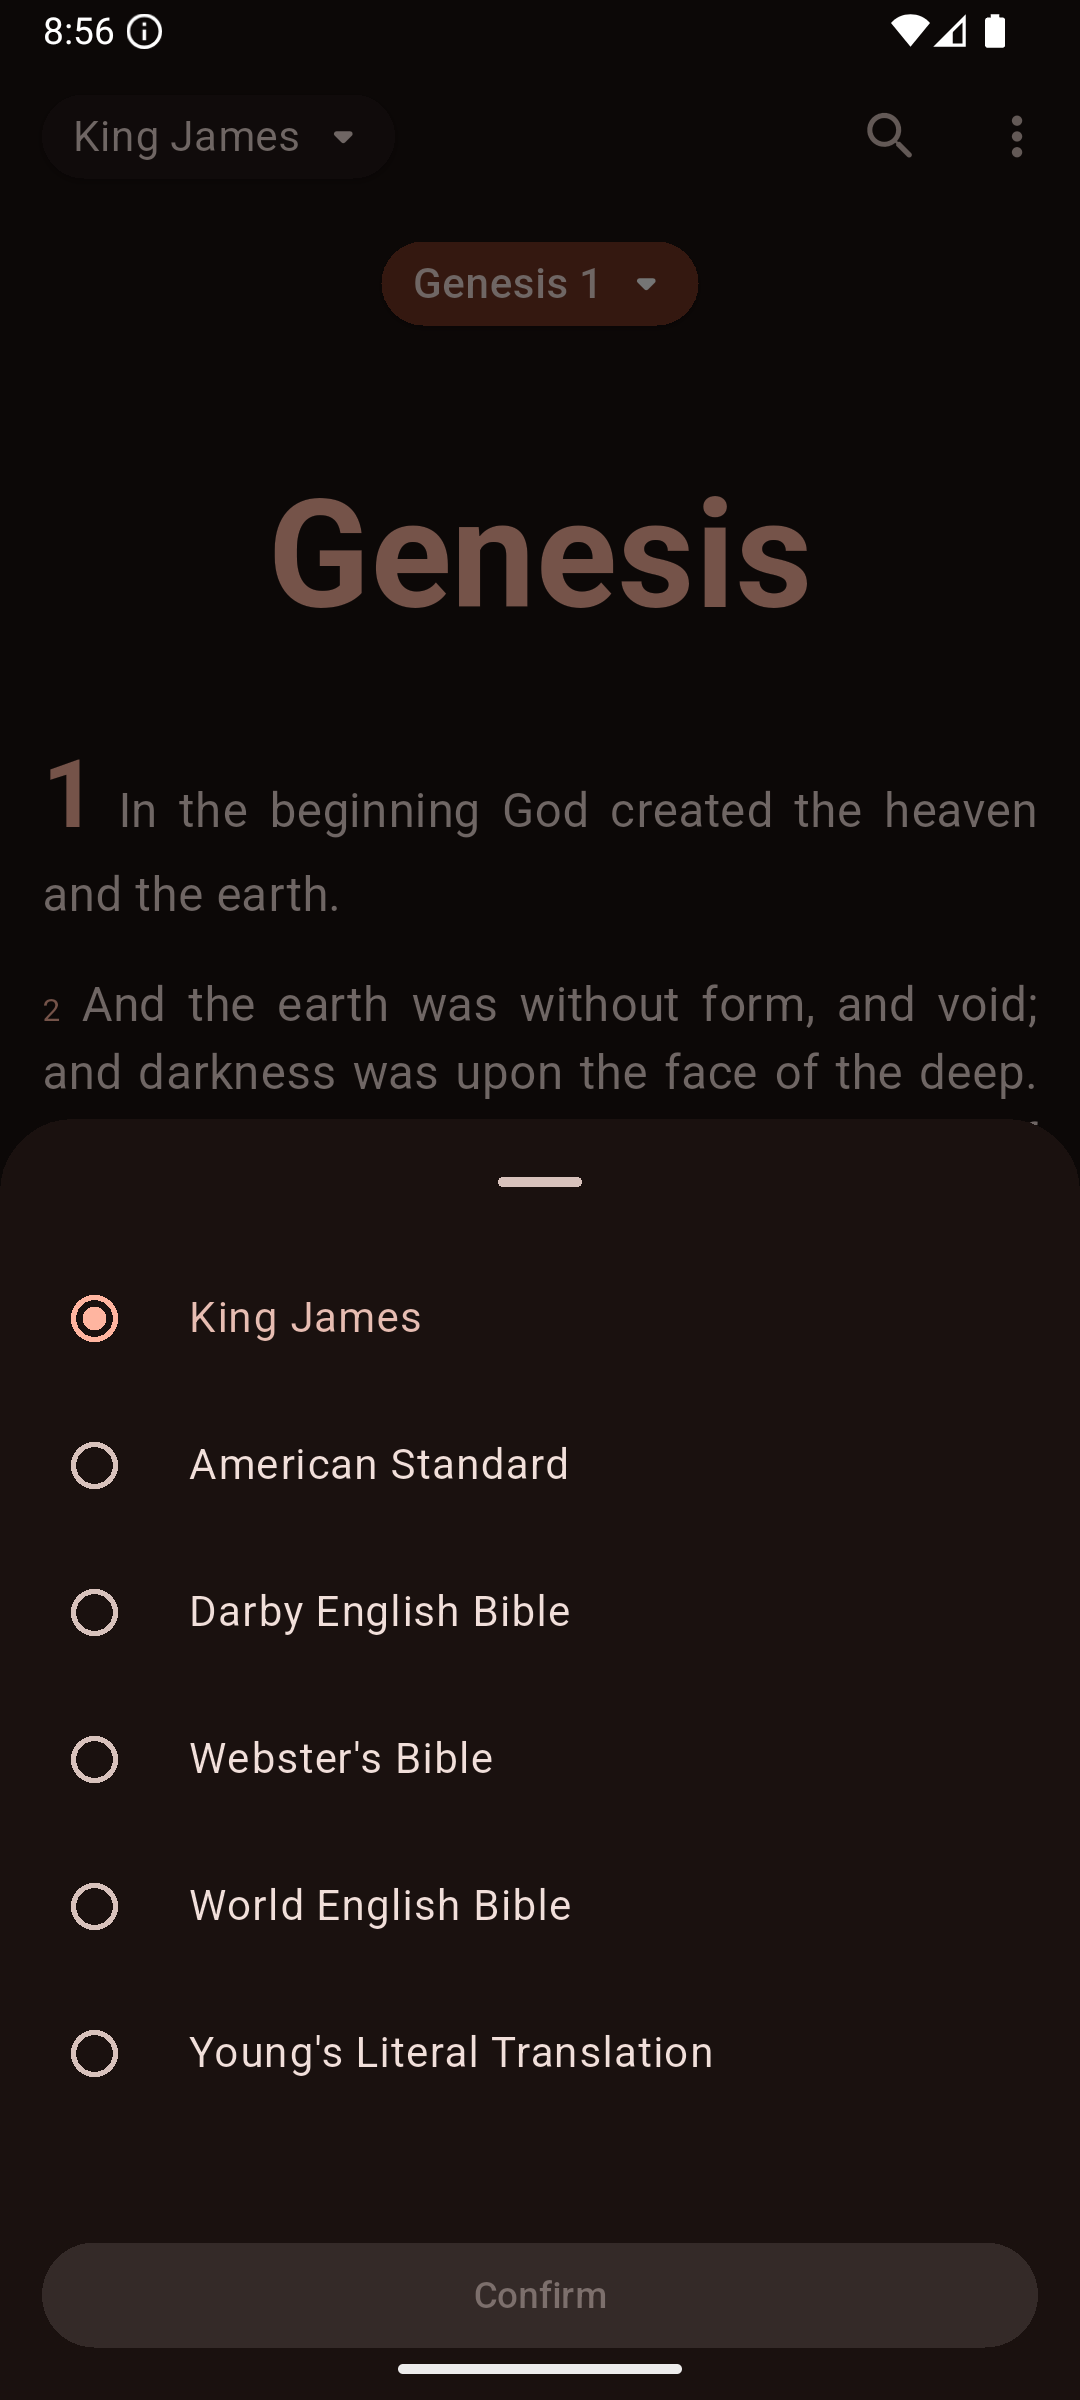 8:56
King James
Genesis 1
Genesis
1 In the beginning God created the heaven
and the earth.
2 And the earth was without form, and void;
and darkness was upon the face of the deep.
King James
American Standard
Darby English Bible
Webster's Bible
World English Bible
Young's Literal Translation
Confirm